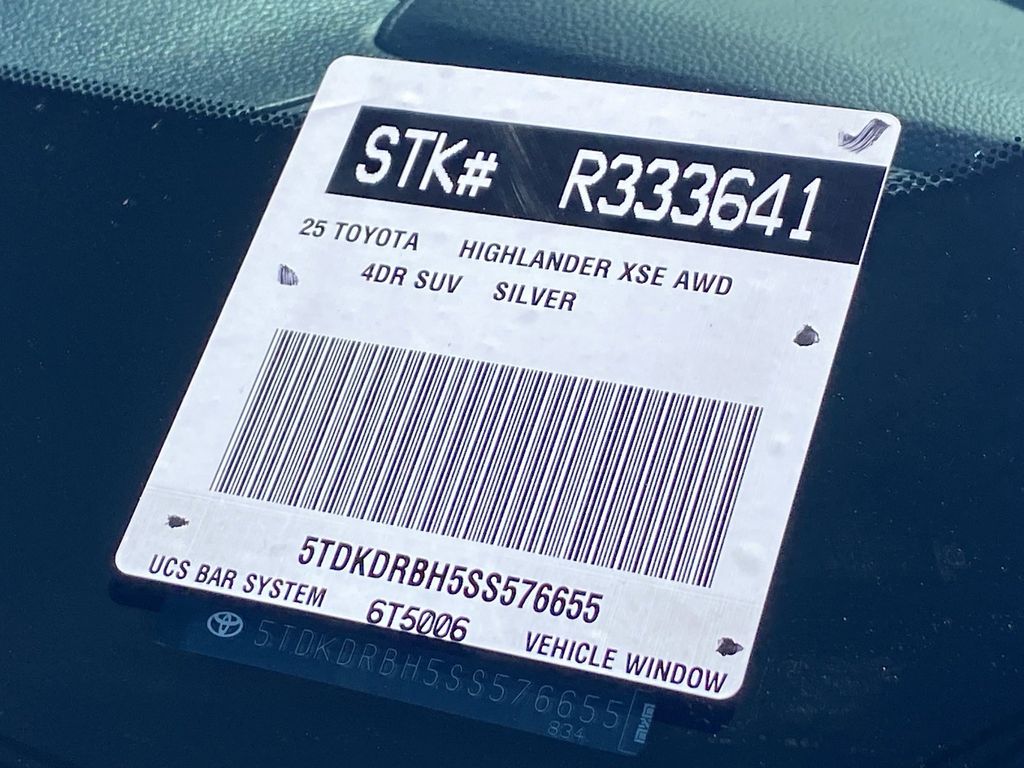 STK# R333641
25 TOYOTA HIGHLANDER XSE AWD
4DR SUV SILVER
5TDKDRBH5SS576655
UCS BAR SYSTEM 6T5006 VEHICLE WINDOW
5TDKDRBH5SS576655
834